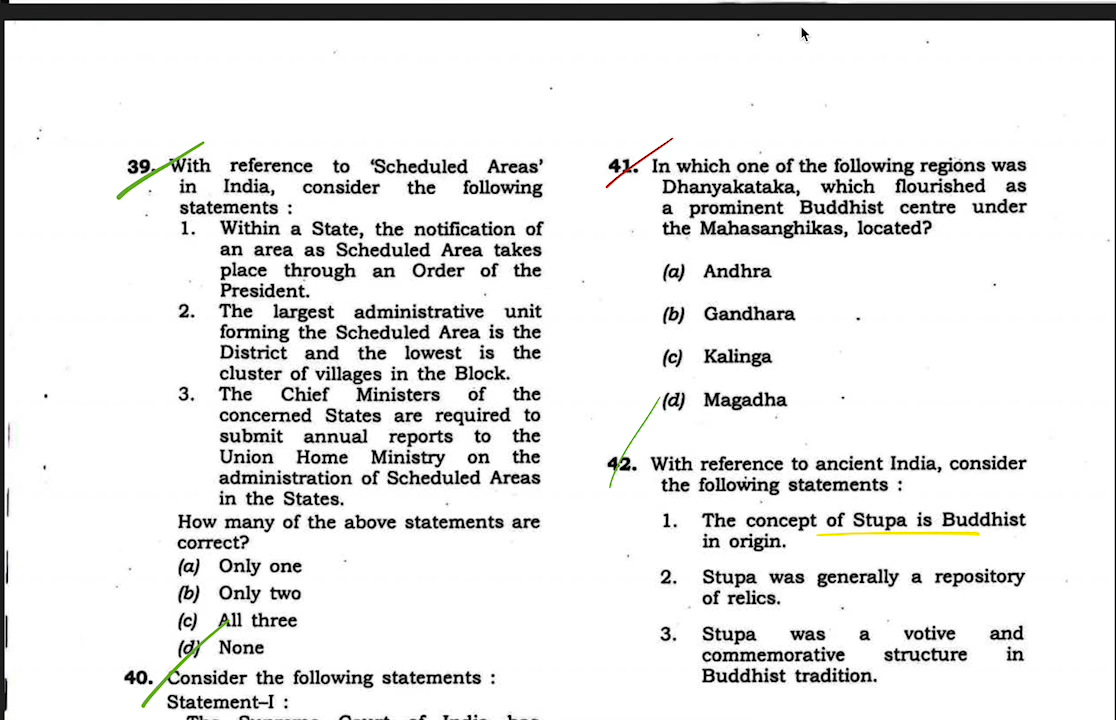 39. With reference to 'Scheduled Areas'
in India, consider the following
statements :
1. Within a State, the notification of
an area as Scheduled Area takes
place through an Order of the
President.
2. The largest administrative unit
forming the Scheduled Area is the
District and the lowest is the
cluster of villages in the Block.
3. The Chief Ministers of the
concerned States are required to
submit annual reports to the
Union Home Ministry on the
administration of Scheduled Areas
in the States.
How many of the above statements are
correct?
(a) Only one
(b) Only two
(c) All three
(d) None
40. Consider the following statements :
Statement–I :
The Supreme Court of India has
41. In which one of the following regions was
Dhanyakataka, which flourished as
a prominent Buddhist centre under
the Mahasanghikas, located?
(a) Andhra
(b) Gandhara
(c) Kalinga
(d) Magadha
42. With reference to ancient India, consider
the following statements :
1. The concept of Stupa is Buddhist
in origin.
2. Stupa was generally a repository
of relics.
3. Stupa was a votive and
commemorative structure in
Buddhist tradition.